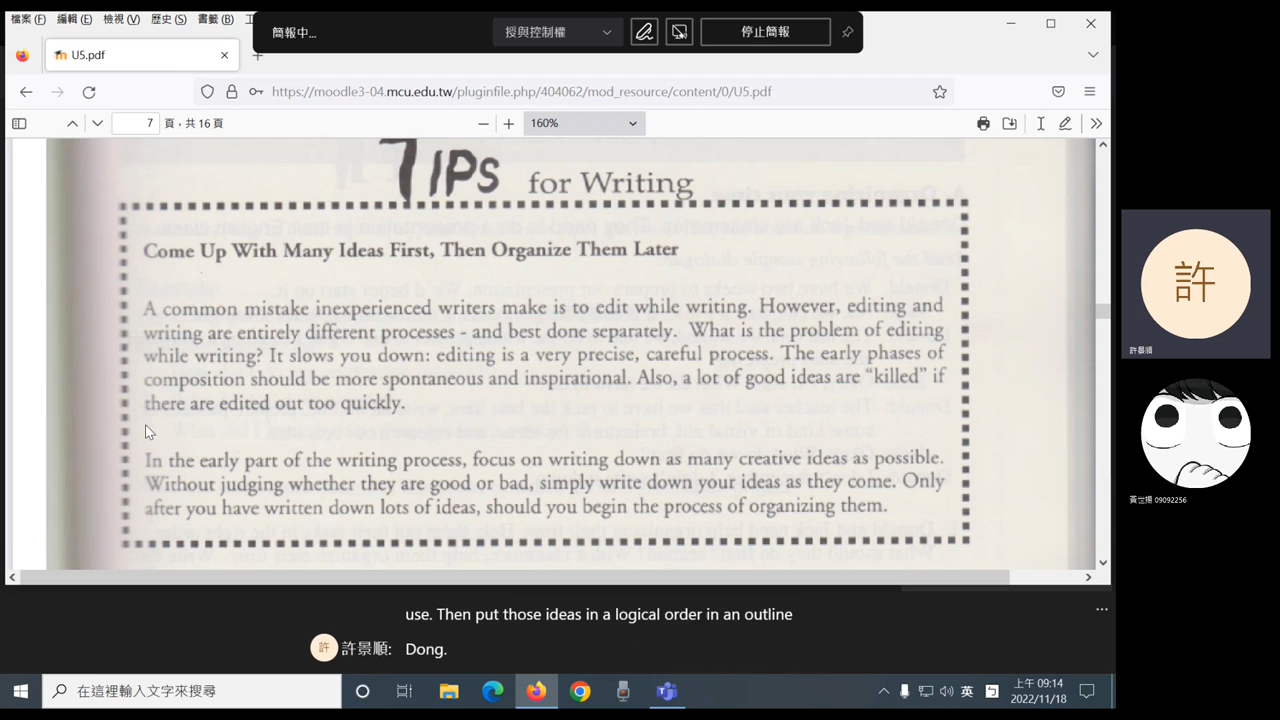 檔案 (F) 編輯 (E) 檢視 (V) 歷史 (S) 書籤 (B)
簡報中...
授與控制權
停止簡報
U5.pdf
https://moodle3-04.mcu.edu.tw/pluginfile.php/404062/mod_resource/content/0/U5.pdf
7 頁，共 16 頁
160%
TIPS for Writing
Come Up With Many Ideas First, Then Organize Them Later
A common mistake inexperienced writers make is to edit while writing. However, editing and
writing are entirely different processes - and best done separately. What is the problem of editing
while writing? It slows you down: editing is a very precise, careful process. The early phases of
composition should be more spontaneous and inspirational. Also, a lot of good ideas are “killed” if
there are edited out too quickly.
In the early part of the writing process, focus on writing down as many creative ideas as possible.
Without judging whether they are good or bad, simply write down your ideas as they come. Only
after you have written down lots of ideas, should you begin the process of organizing them.
許
許景順
黃世揚 09092256
use. Then put those ideas in a logical order in an outline
許 許景順: Dong.
在這裡輸入文字來搜尋
英
上午 09:14
2022/11/18